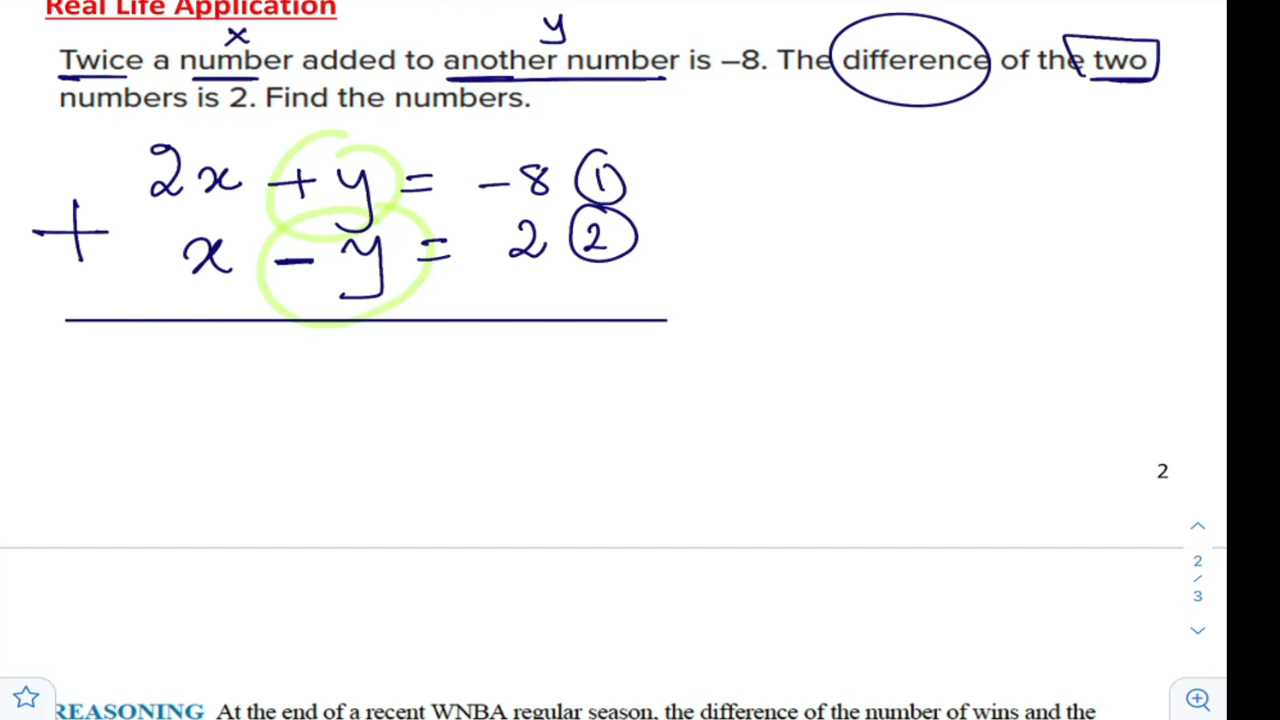 Real Life Application
x y
Twice a number added to another number is –8. The difference of the two
numbers is 2. Find the numbers.
2x + y = -8 ①
+
x - y = 2 ②
2
2
/
3
REASONING At the end of a recent WNBA regular season, the difference of the number of wins and the